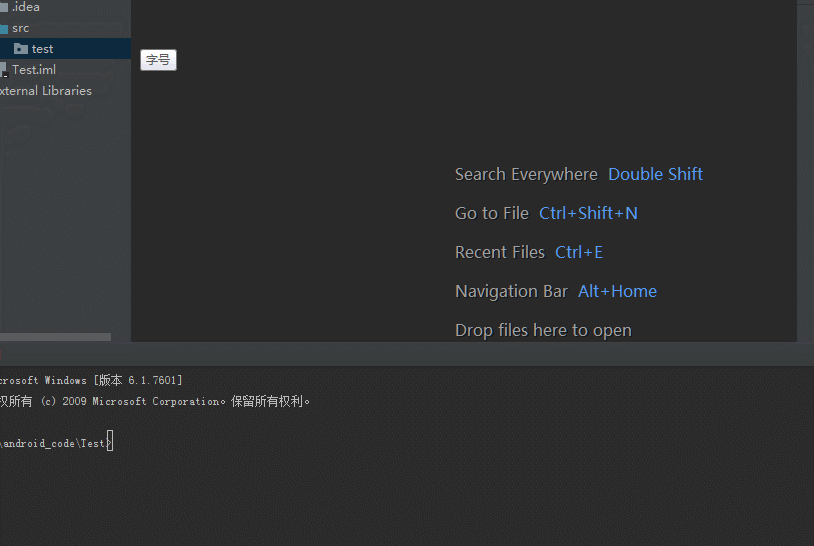 .idea
src
test
Test.iml
xternal Libraries
字号
Search Everywhere Double Shift
Go to File Ctrl+Shift+N
Recent Files Ctrl+E
Navigation Bar Alt+Home
Drop files here to open
crosoft Windows [版本 6.1.7601]
权所有 (c) 2009 Microsoft Corporation。保留所有权利。
\android_code\Test>